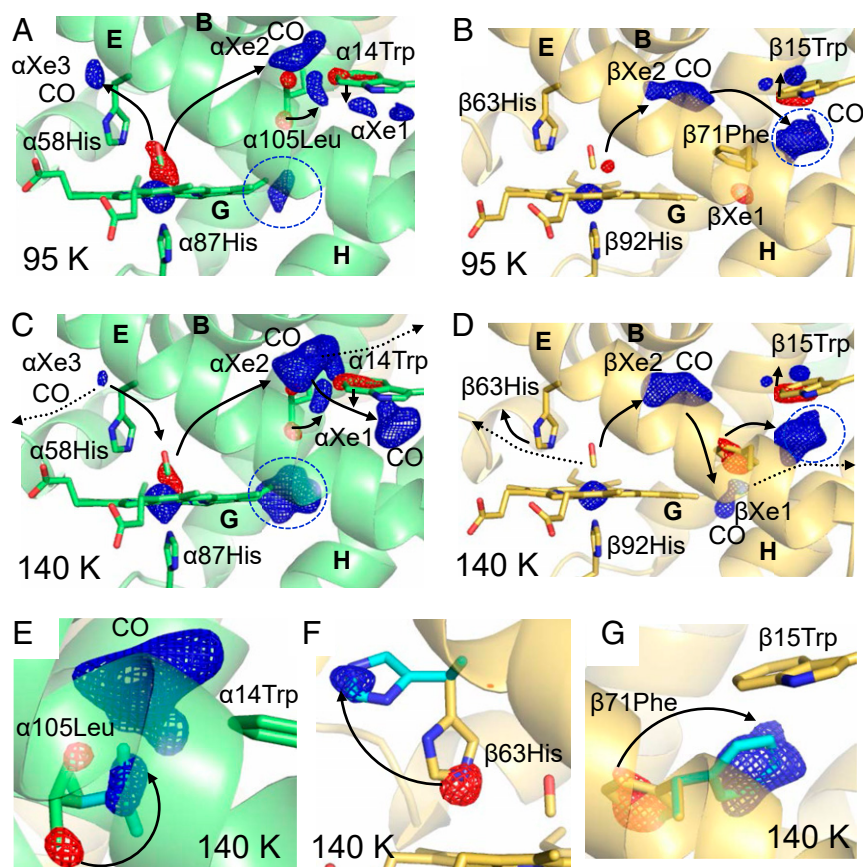 A
E
B
αXe2
CO
α14Trp
αXe3
CO
α58His
α105Leu
αXe1
G
α87His
H
95 K
B
E
B
βXe2
CO
β15Trp
β63His
CO
β71Phe
G
βXe1
β92His
H
95 K
C
E
B
CO
αXe2
α14Trp
αXe3
CO
α58His
αXe1
CO
G
α87His
H
140 K
D
E
B
βXe2
CO
β15Trp
β63His
G
βXe1
CO
β92His
H
140 K
E
CO
α105Leu
α14Trp
140 K
F
β63His
140 K
G
β15Trp
β71Phe
140 K